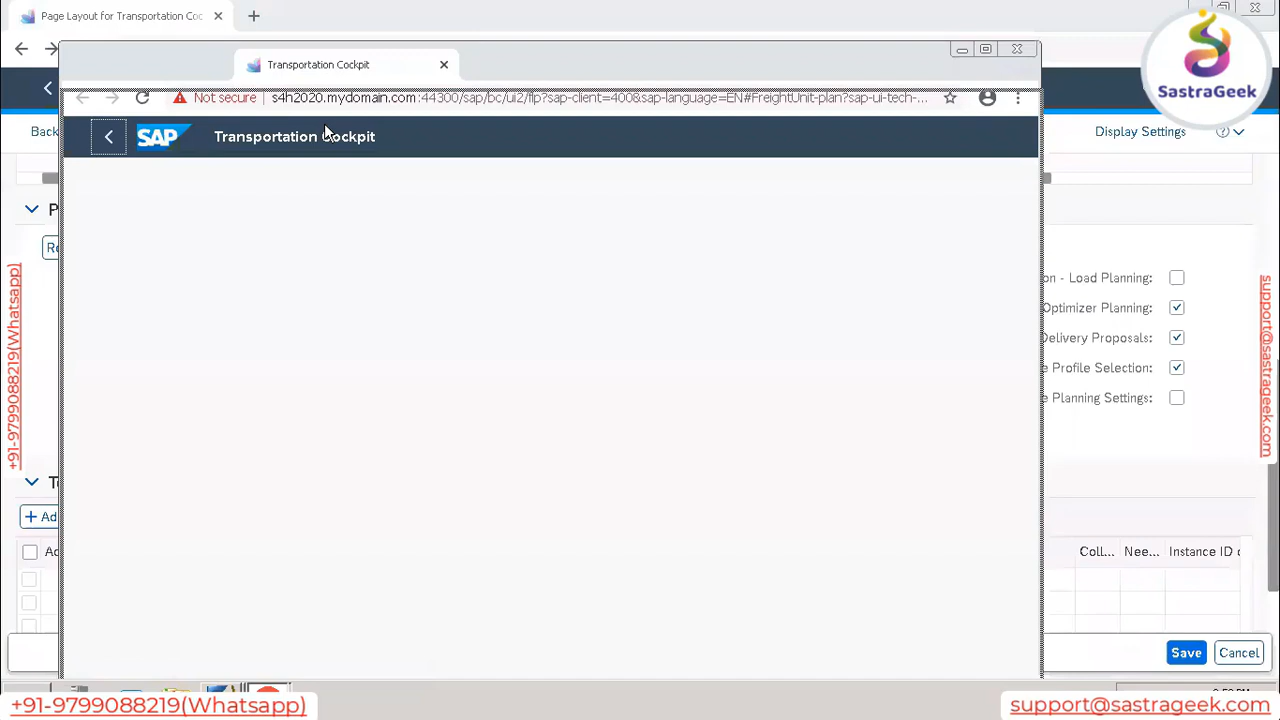 Page Layout for Transportation Coc
Transportation Cockpit
SastraGeek
Not secure
s4h2020.mydomain.com:44300/sap/bc/ui2/flp?sap-client=400&sap-language=EN#FreightUnit-plan?sap-ui-tech-...
SAP
Transportation Cockpit
Back
Display Settings
P
Re
on - Load Planning:
Optimizer Planning:
Delivery Proposals:
e Profile Selection:
e Planning Settings:
+91-9799088219(Whatsapp)
support@sastrageek.com
Ad
Ac
Coll...
Nee...
Instance ID
Save
Cancel
+91-9799088219(Whatsapp)
support@sastrageek.com